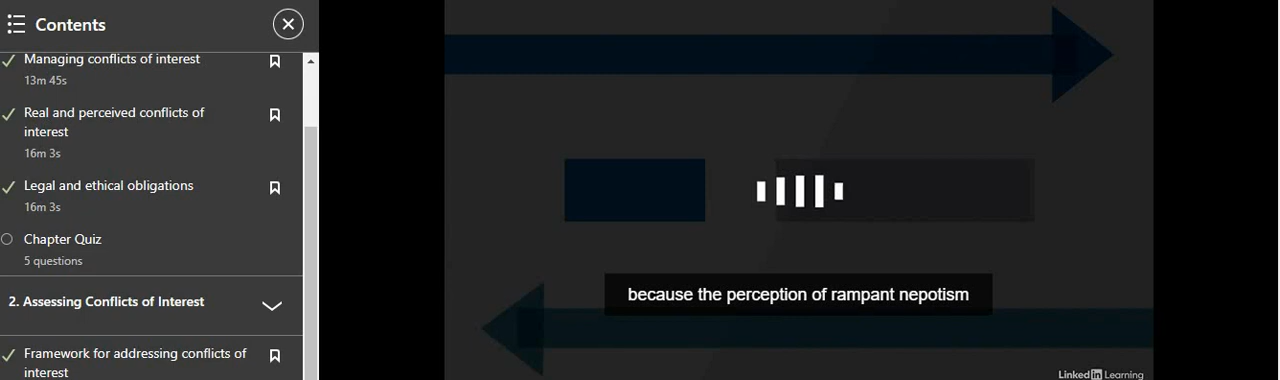 Contents
Managing conflicts of interest
13m 45s
Real and perceived conflicts of
interest
16m 3s
Legal and ethical obligations
16m 3s
Chapter Quiz
5 questions
2. Assessing Conflicts of Interest
Framework for addressing conflicts of
interest
because the perception of rampant nepotism
LinkedIn Learning